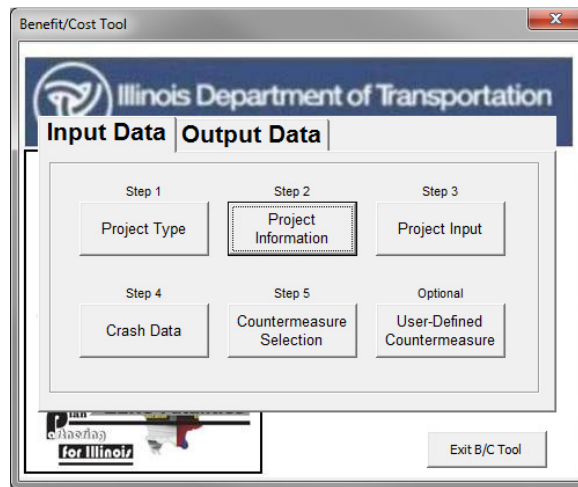 Benefit/Cost Tool
Illinois Department of Transportation
Input Data
Output Data
Step 1
Step 2
Step 3
Project Type
Project
Information
Project Input
Step 4
Step 5
Optional
Crash Data
Countermeasure
Selection
User-Defined
Countermeasure
for Illinois
Exit B/C Tool